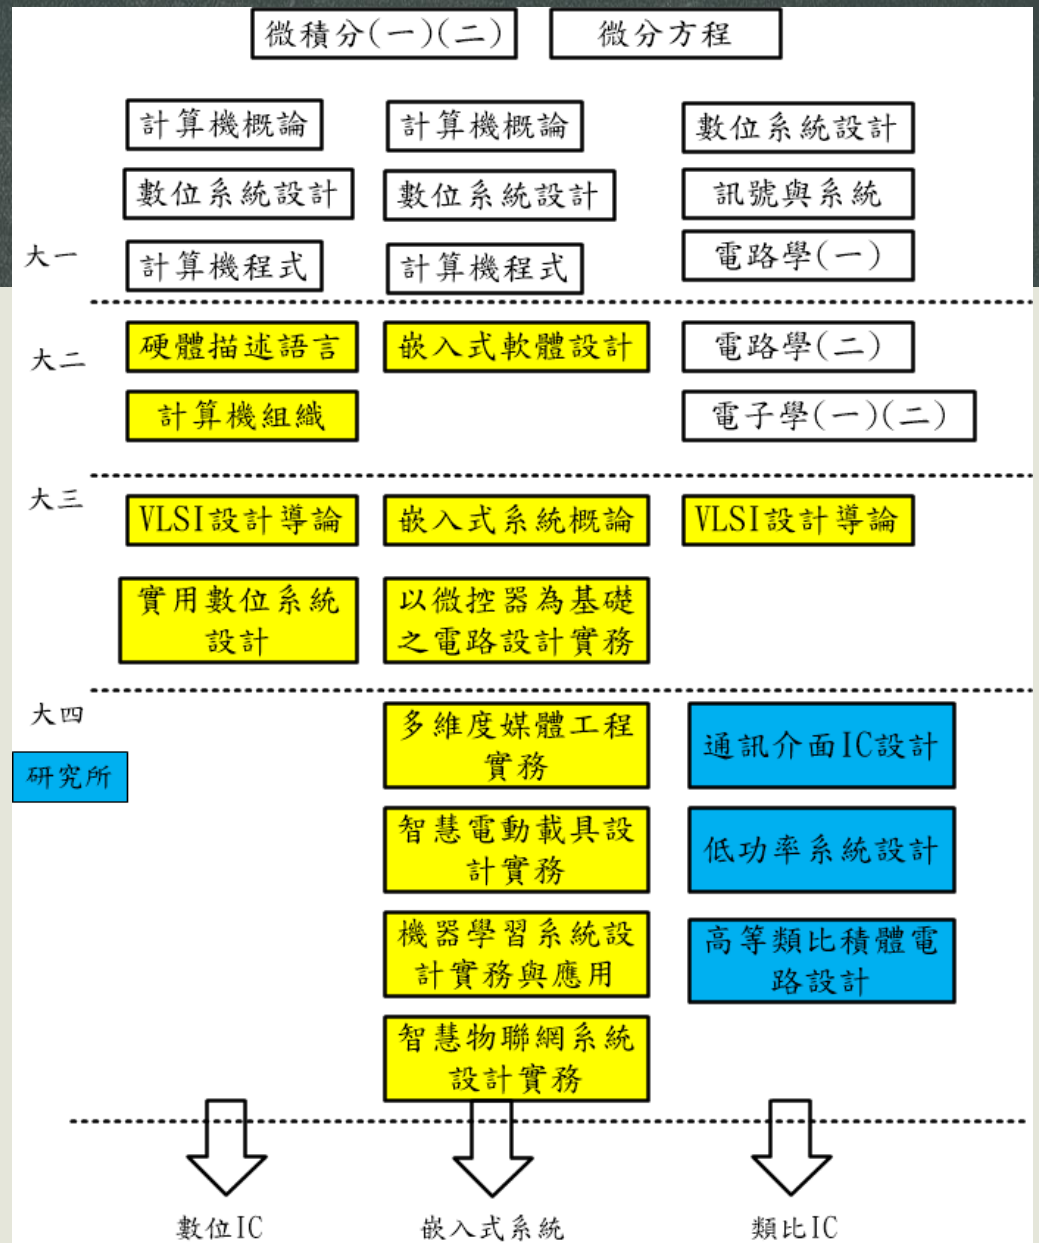 微積分(一)(二)
微分方程
計算機概論
計算機概論
數位系統設計
數位系統設計
數位系統設計
訊號與系統
大一
計算機程式
計算機程式
電路學(一)
大二
硬體描述語言
嵌入式軟體設計
電路學(二)
計算機組織
電子學(一)(二)
大三
VLSI設計導論
嵌入式系統概論
VLSI設計導論
實用數位系統
設計
以微控器為基礎
之電路設計實務
大四
研究所
多維度媒體工程
實務
通訊介面IC設計
智慧電動載具設
計實務
低功率系統設計
機器學習系統設
計實務與應用
高等類比積體電
路設計
智慧物聯網系統
設計實務
數位IC
嵌入式系統
類比IC